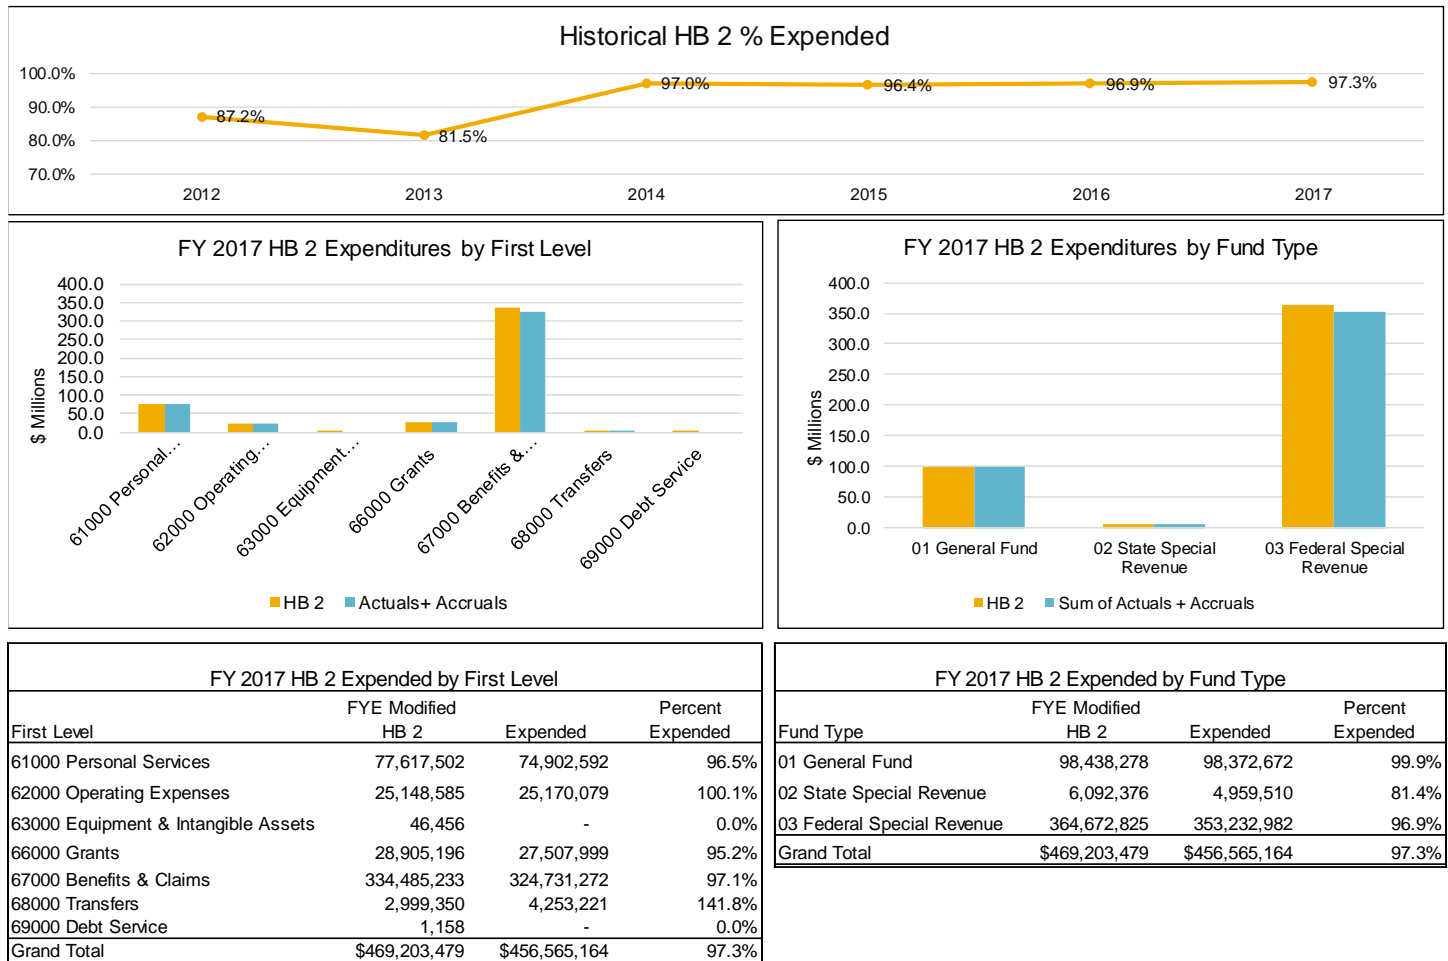 Historical HB 2 % Expended
100.0%
90.0%
80.0%
70.0%
87.2%
81.5%
97.0%
96.4%
96.9%
97.3%
2012 2013 2014 2015 2016 2017
FY 2017 HB 2 Expenditures by First Level
$ Millions
400.0
350.0
300.0
250.0
200.0
150.0
100.0
50.0
0.0
61000 Personal…
62000 Operating…
63000 Equipment…
66000 Grants
67000 Benefits &…
68000 Transfers
69000 Debt Service
HB 2 Actuals+ Accruals
FY 2017 HB 2 Expenditures by Fund Type
$ Millions
400.0
350.0
300.0
250.0
200.0
150.0
100.0
50.0
0.0
01 General Fund
02 State Special
Revenue
03 Federal Special
Revenue
HB 2 Sum of Actuals + Accruals
FY 2017 HB 2 Expended by First Level
FYE Modified Percent
First Level HB 2 Expended Expended
61000 Personal Services 77,617,502 74,902,592 96.5%
62000 Operating Expenses 25,148,585 25,170,079 100.1%
63000 Equipment & Intangible Assets 46,456 - 0.0%
66000 Grants 28,905,196 27,507,999 95.2%
67000 Benefits & Claims 334,485,233 324,731,272 97.1%
68000 Transfers 2,999,350 4,253,221 141.8%
69000 Debt Service 1,158 - 0.0%
Grand Total $469,203,479 $456,565,164 97.3%
FY 2017 HB 2 Expended by Fund Type
FYE Modified Percent
Fund Type HB 2 Expended Expended
01 General Fund 98,438,278 98,372,672 99.9%
02 State Special Revenue 6,092,376 4,959,510 81.4%
03 Federal Special Revenue 364,672,825 353,232,982 96.9%
Grand Total $469,203,479 $456,565,164 97.3%